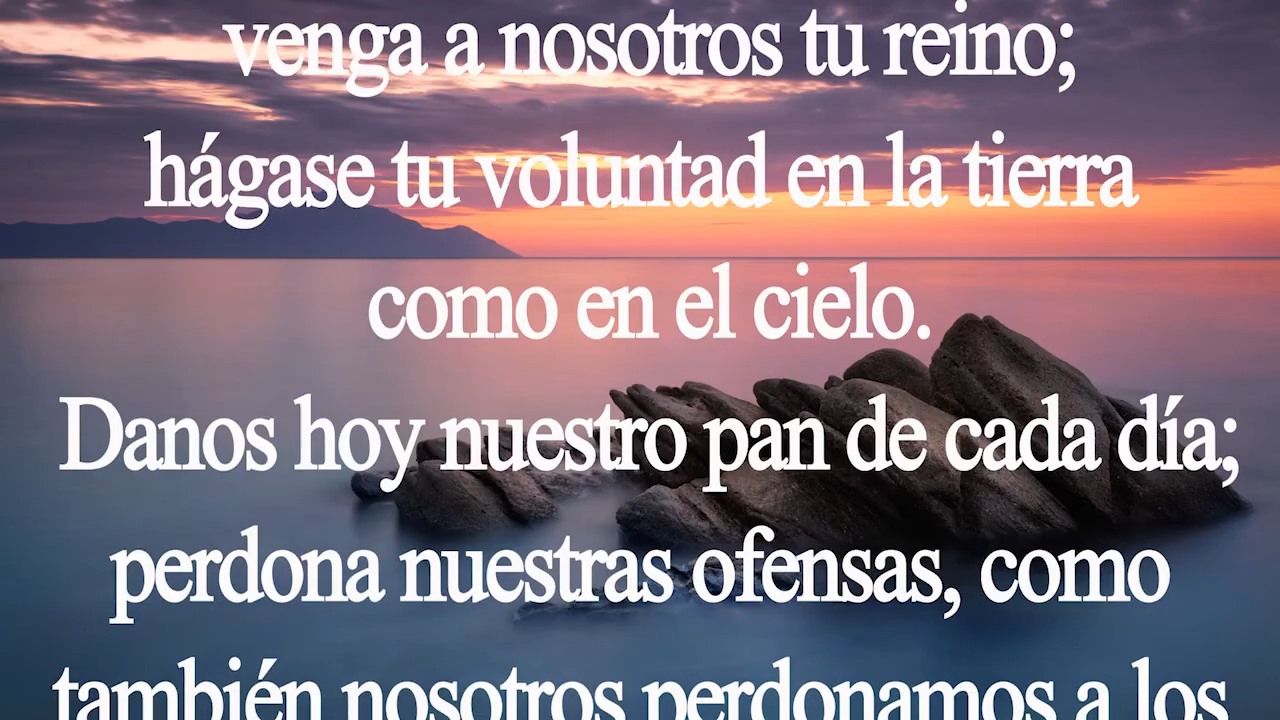 venga a nosotros tu reino;
hágase tu voluntad en la tierra
como en el cielo.
Danos hoy nuestro pan de cada día;
perdona nuestras ofensas, como
también nosotros perdonamos a los